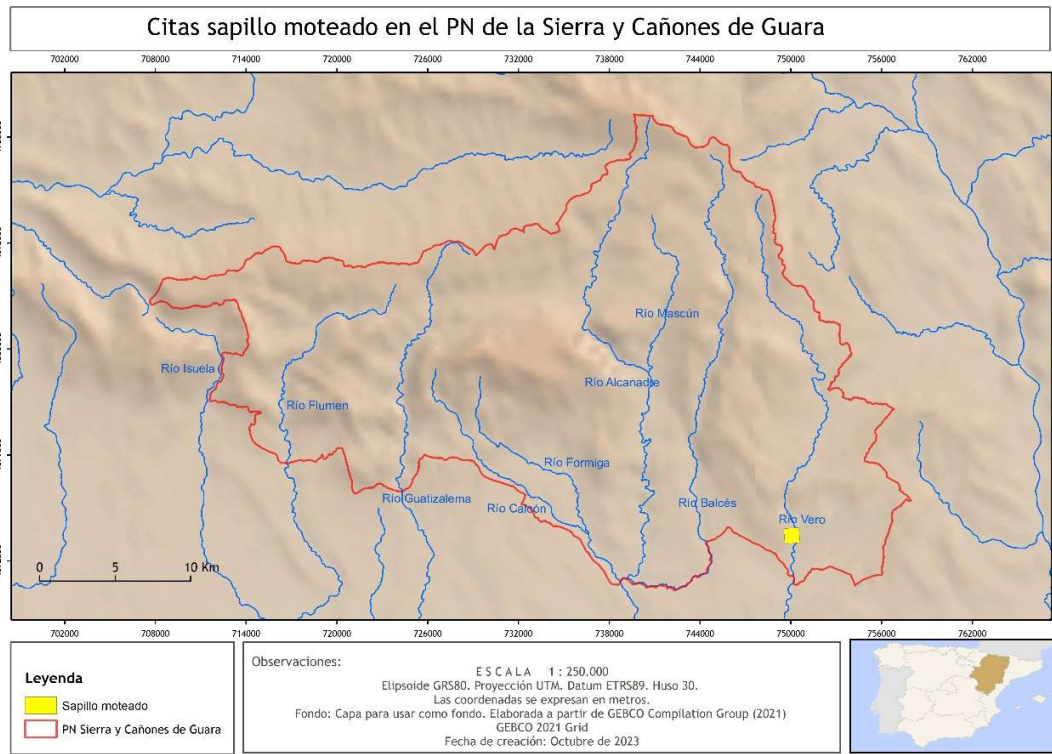 Citas sapillo moteado en el PN de la Sierra y Cañones de Guara
702000 708000 714000 720000 726000 732000 738000 744000 750000 756000 762000
Río Mascún
Río Isuela
Río Alcanadre
Río Flumen
Río Formiga
Río Guatizalema
Río Calcón
Río Balcés
Río Vero
0 5 10 Km
702000 708000 714000 720000 726000 732000 738000 744000 750000 756000 762000
Leyenda
Sapillo moteado
PN Sierra y Cañones de Guara
Observaciones:
ESCALA 1 : 250.000
Elipsoide GRS80. Proyección UTM. Datum ETRS89. Huso 30.
Las coordenadas se expresan en metros.
Fondo: Capa para usar como fondo. Elaborada a partir de GEBCO Compilation Group (2021)
GEBCO 2021 Grid
Fecha de creación: Octubre de 2023